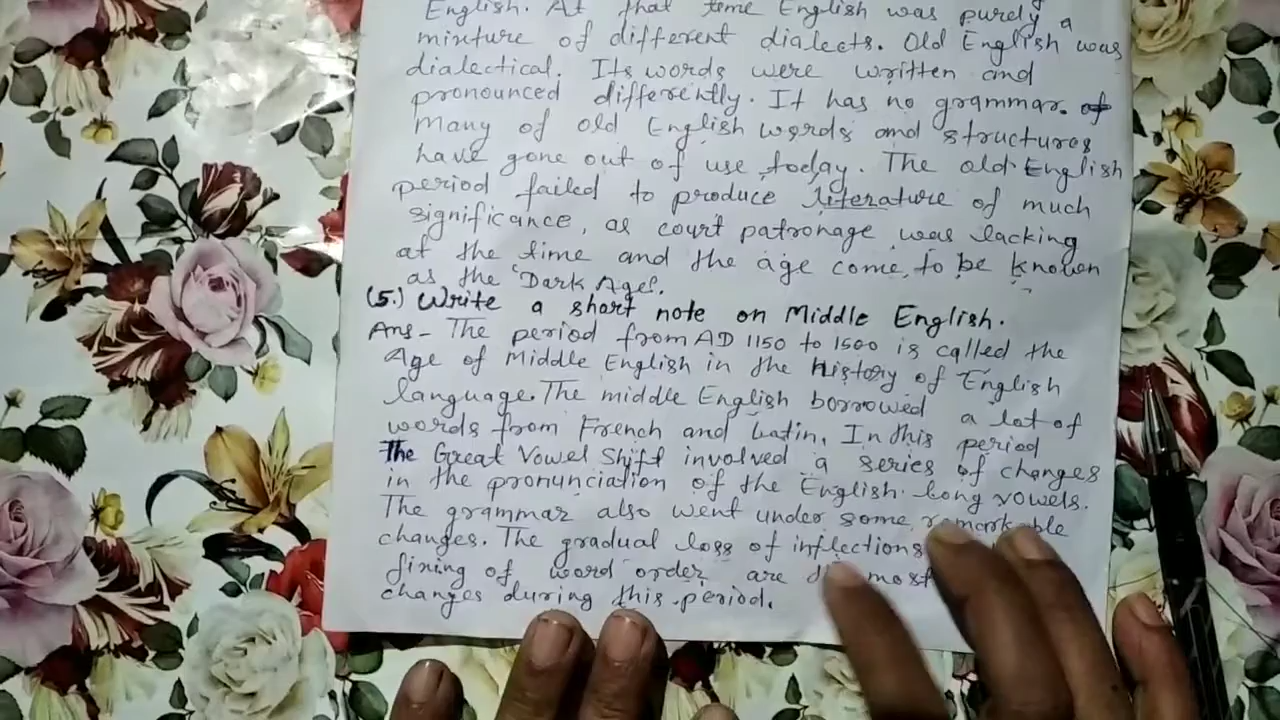 English. At that time English was purely a
mixture of different dialects. Old English was
dialectical. Its words were written and
pronounced differently. It has no grammar. of
Many of old English words and structures
have gone out of use today. The old English
period failed to produce literature of much
significance, as court patronage was lacking
at the time and the age come to be known
as the 'Dark Ages'.
(5.) Write a short note on Middle English.
Ans - The period from AD 1150 to 1500 is called the
Age of Middle English in the History of English
language. The middle English borrowed a lot of
words from French and Latin. In this period
The Great Vowel Shift involved a series of changes
in the pronunciation of the English long vowels.
The grammar also went under some remarkable
changes. The gradual loss of inflections
fixing of word order are most
changes during this period.